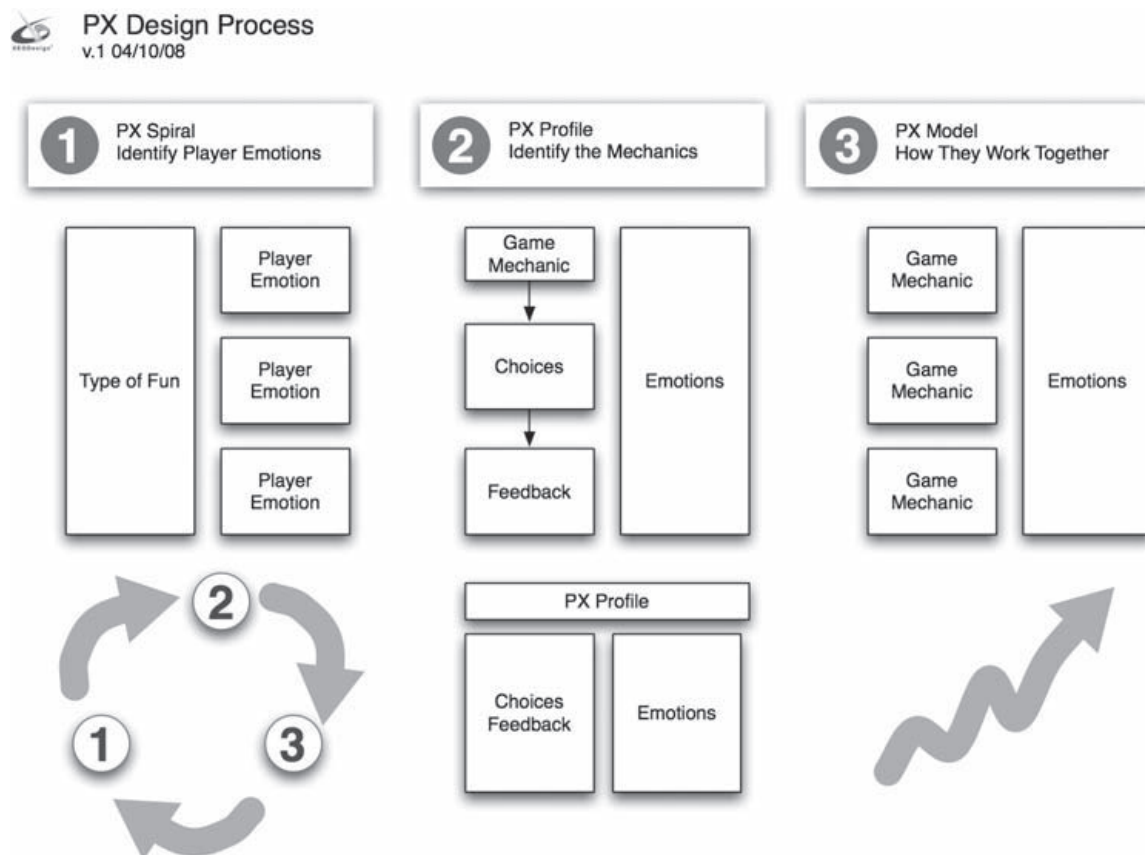 PX Design Process
v.1 04/10/08
1
PX Spiral
Identify Player Emotions
2
PX Profile
Identify the Mechanics
3
PX Model
How They Work Together
Type of Fun
Player
Emotion
Player
Emotion
Player
Emotion
Game
Mechanic
Choices
Feedback
Emotions
Game
Mechanic
Game
Mechanic
Game
Mechanic
Emotions
1
2
3
PX Profile
Choices
Feedback
Emotions